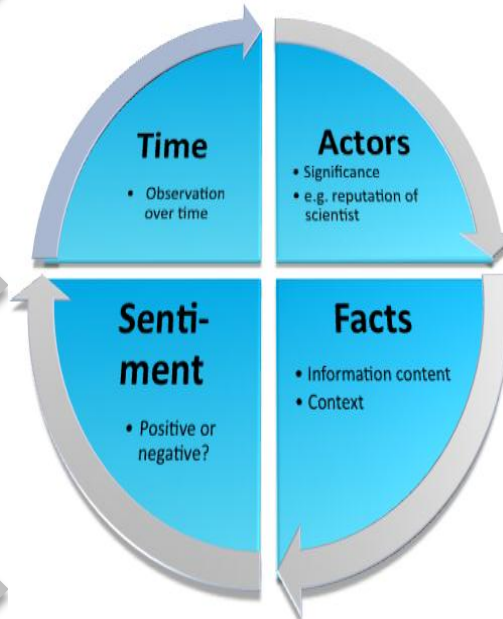 Time
• Observation
over time
Actors
• Significance
• e.g. reputation of
scientist
Senti-
ment
• Positive or
negative?
Facts
• Information content
• Context